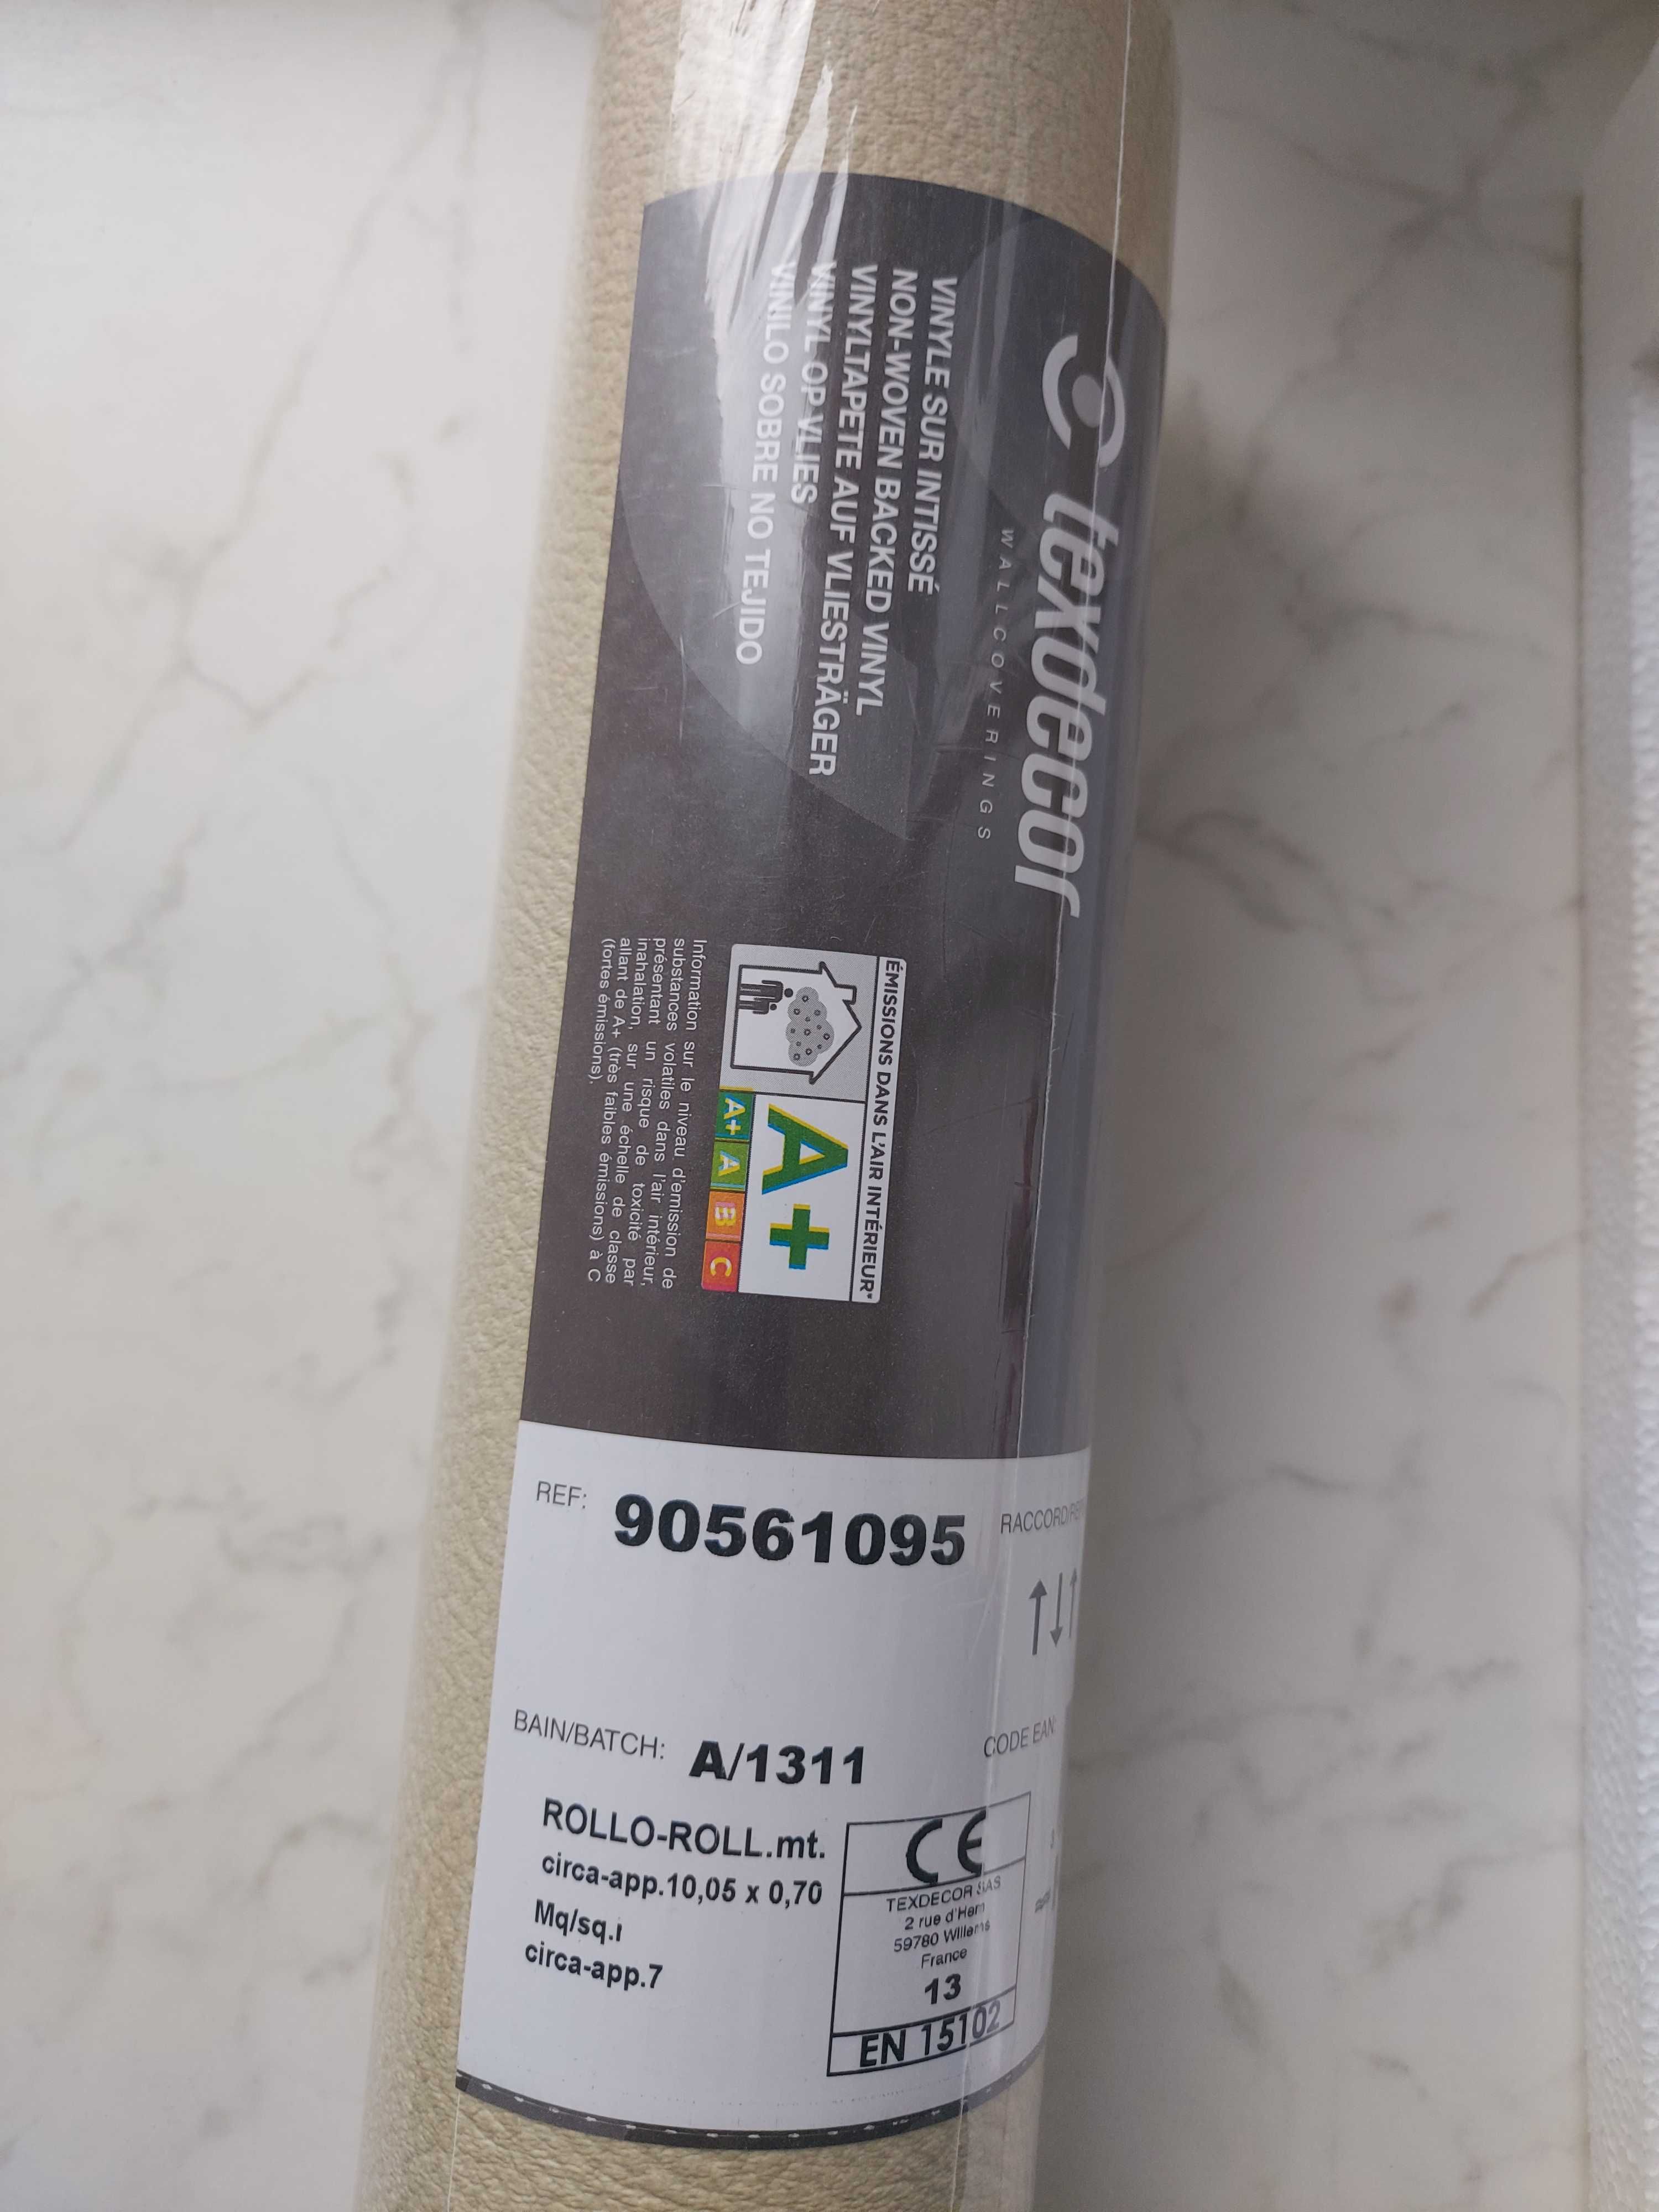 texdecor
WALLCOVERINGS
VINYLE SUR INTISSÉ
NON-WOVEN BACKED VINYL
VINYLTAPETE AUF VLIESTRÄGER
VINYL OP VLIES
VINILO SOBRE NO TEJIDO
ÉMISSIONS DANS L'AIR INTÉRIEUR*
A+
A+ A B C
Information sur le niveau d'emission de
substances volatiles dans l'air intérieur,
présentant un risque de toxicité par
inahalation, sur une échelle de classe
allant de A+ (très faibles émissions) à C
(fortes émissions).
REF: 90561095
RACCORD/
BAIN/BATCH: A/1311
CODE EAN:
ROLLO-ROLL.mt.
circa-app.10,05 x 0,70
Mq/sq.
circa-app.7
CE
TEXDECOR SAS
2 rue d'Hem
59780 Willems
France
13
EN 15102